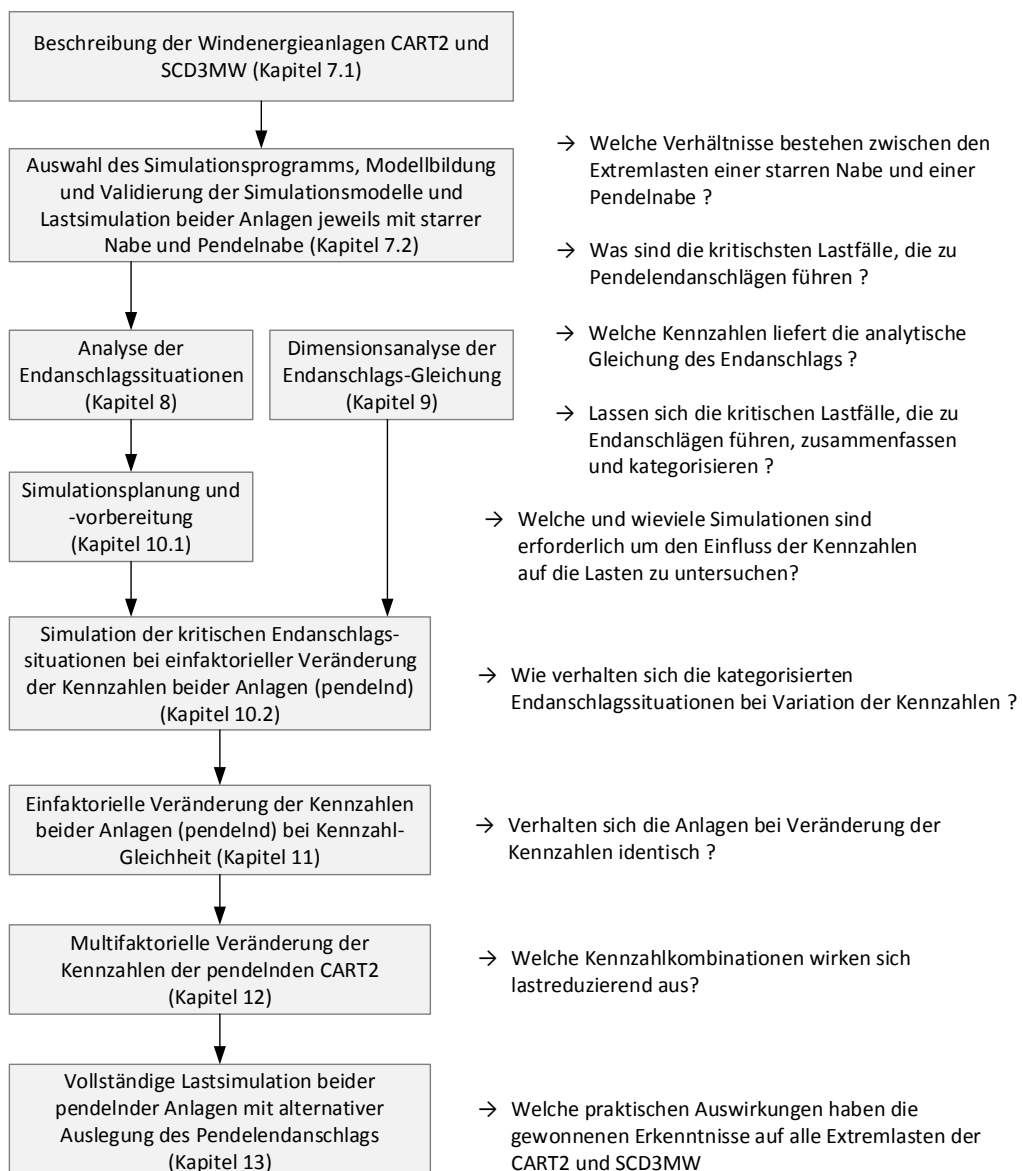 Beschreibung der Windenergieanlagen CART2 und
SCD3MW (Kapitel 7.1)
Auswahl des Simulationsprogramms, Modellbildung
und Validierung der Simulationsmodelle und
Lastsimulation beider Anlagen jeweils mit starrer
Nabe und Pendelnabe (Kapitel 7.2)
→ Welche Verhältnisse bestehen zwischen den
Extremlasten einer starren Nabe und einer
Pendelnabe ?
→ Was sind die kritischsten Lastfälle, die zu
Pendelendanschlägen führen ?
Analyse der
Endanschlagssituationen
(Kapitel 8)
Dimensionsanalyse der
Endanschlags-Gleichung
(Kapitel 9)
→ Welche Kennzahlen liefert die analytische
Gleichung des Endanschlags ?
→ Lassen sich die kritischen Lastfälle, die zu
Endanschlägen führen, zusammenfassen
und kategorisieren ?
Simulationsplanung und
-vorbereitung
(Kapitel 10.1)
→ Welche und wieviele Simulationen sind
erforderlich um den Einfluss der Kennzahlen
auf die Lasten zu untersuchen?
Simulation der kritischen Endanschlags-
situationen bei einfaktorieller Veränderung
der Kennzahlen beider Anlagen (pendelnd)
(Kapitel 10.2)
→ Wie verhalten sich die kategorisierten
Endanschlagssituationen bei Variation der Kennzahlen ?
Einfaktorielle Veränderung der Kennzahlen
beider Anlagen (pendelnd) bei Kennzahl-
Gleichheit (Kapitel 11)
→ Verhalten sich die Anlagen bei Veränderung der
Kennzahlen identisch ?
Multifaktorielle Veränderung der
Kennzahlen der pendelnden CART2
(Kapitel 12)
→ Welche Kennzahlkombinationen wirken sich
lastreduzierend aus?
Vollständige Lastsimulation beider
pendelnder Anlagen mit alternativer
Auslegung des Pendelendanschlags
(Kapitel 13)
→ Welche praktischen Auswirkungen haben die
gewonnenen Erkenntnisse auf alle Extremlasten der
CART2 und SCD3MW